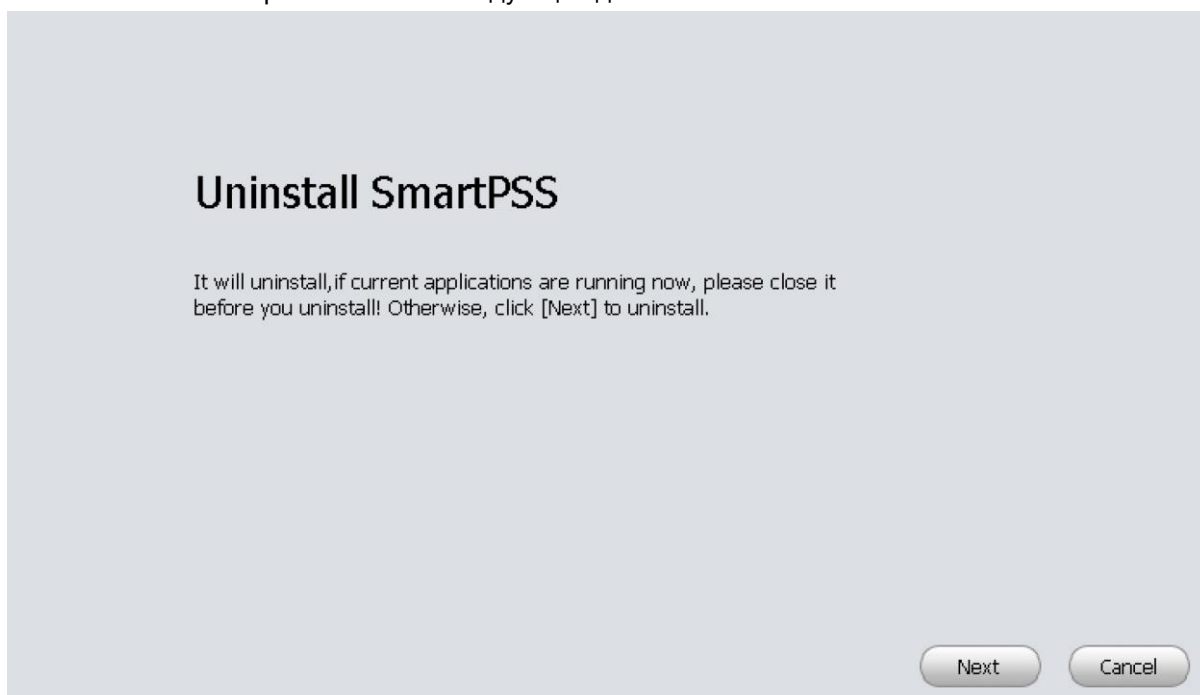 Uninstall SmartPSS
It will uninstall,if current applications are running now, please close it
before you uninstall! Otherwise, click [Next] to uninstall.
Next Cancel